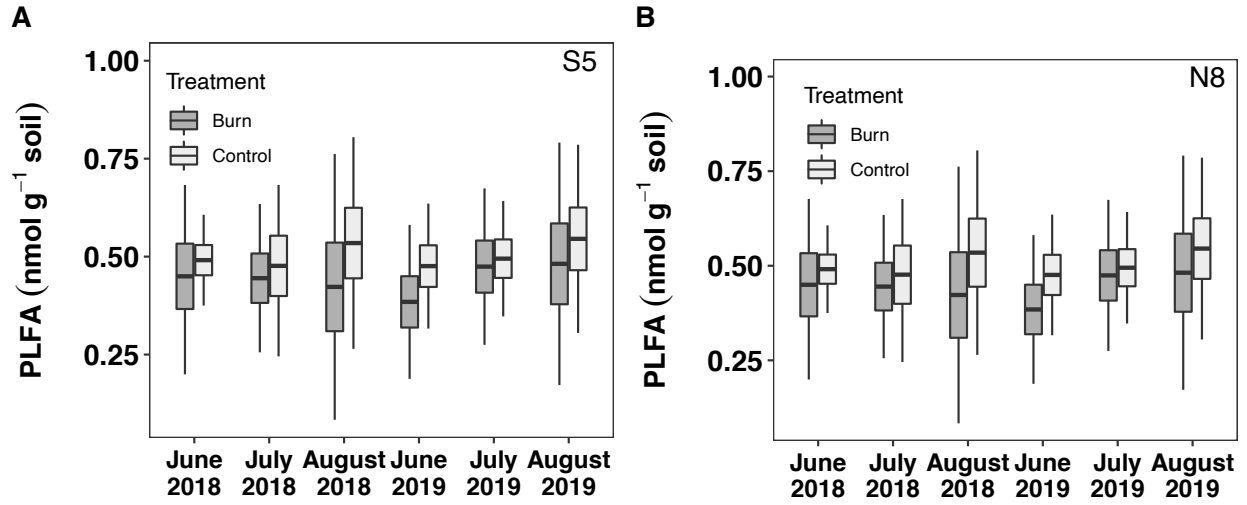 A
PLFA (nmol g⁻¹ soil)
1.00
0.75
0.50
0.25
S5
Treatment
Burn
Control
June 2018
July 2018
August 2018
June 2019
July 2019
August 2019
B
PLFA (nmol g⁻¹ soil)
1.00
0.75
0.50
0.25
N8
Treatment
Burn
Control
June 2018
July 2018
August 2018
June 2019
July 2019
August 2019